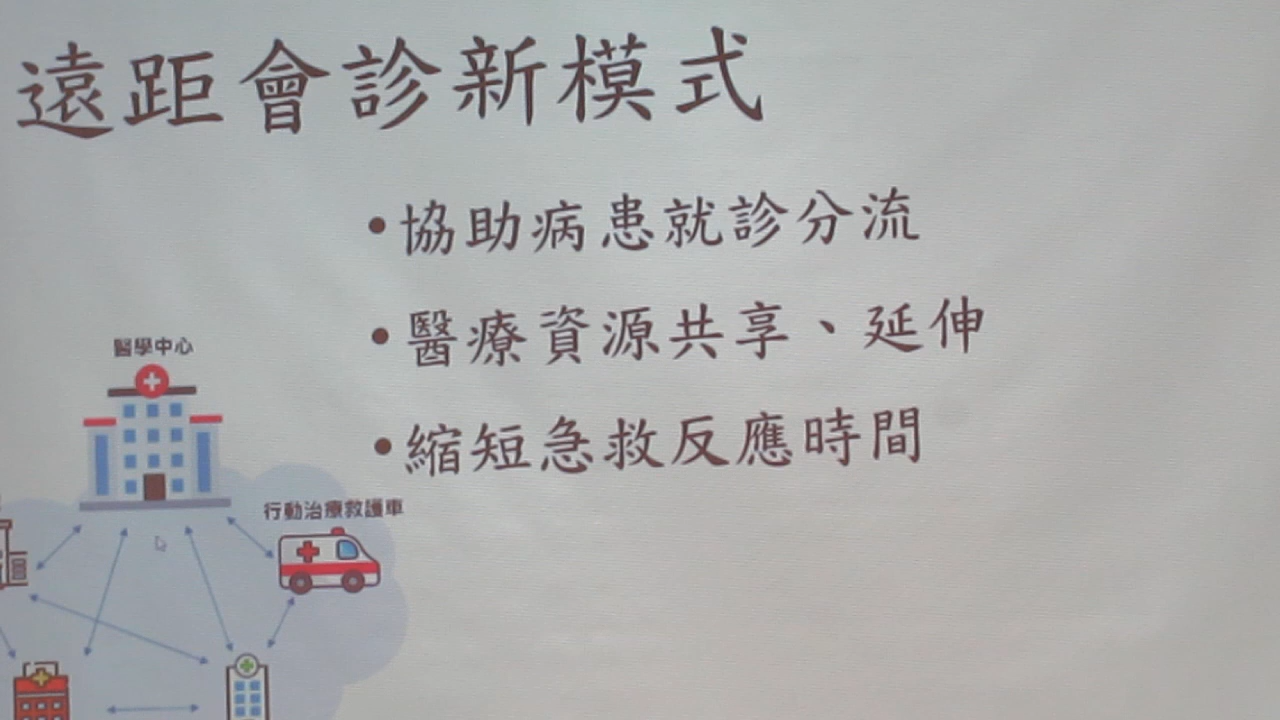 遠距會診新模式
•協助病患就診分流
•醫療資源共享、延伸
•縮短急救反應時間
醫學中心
行動治療救護車